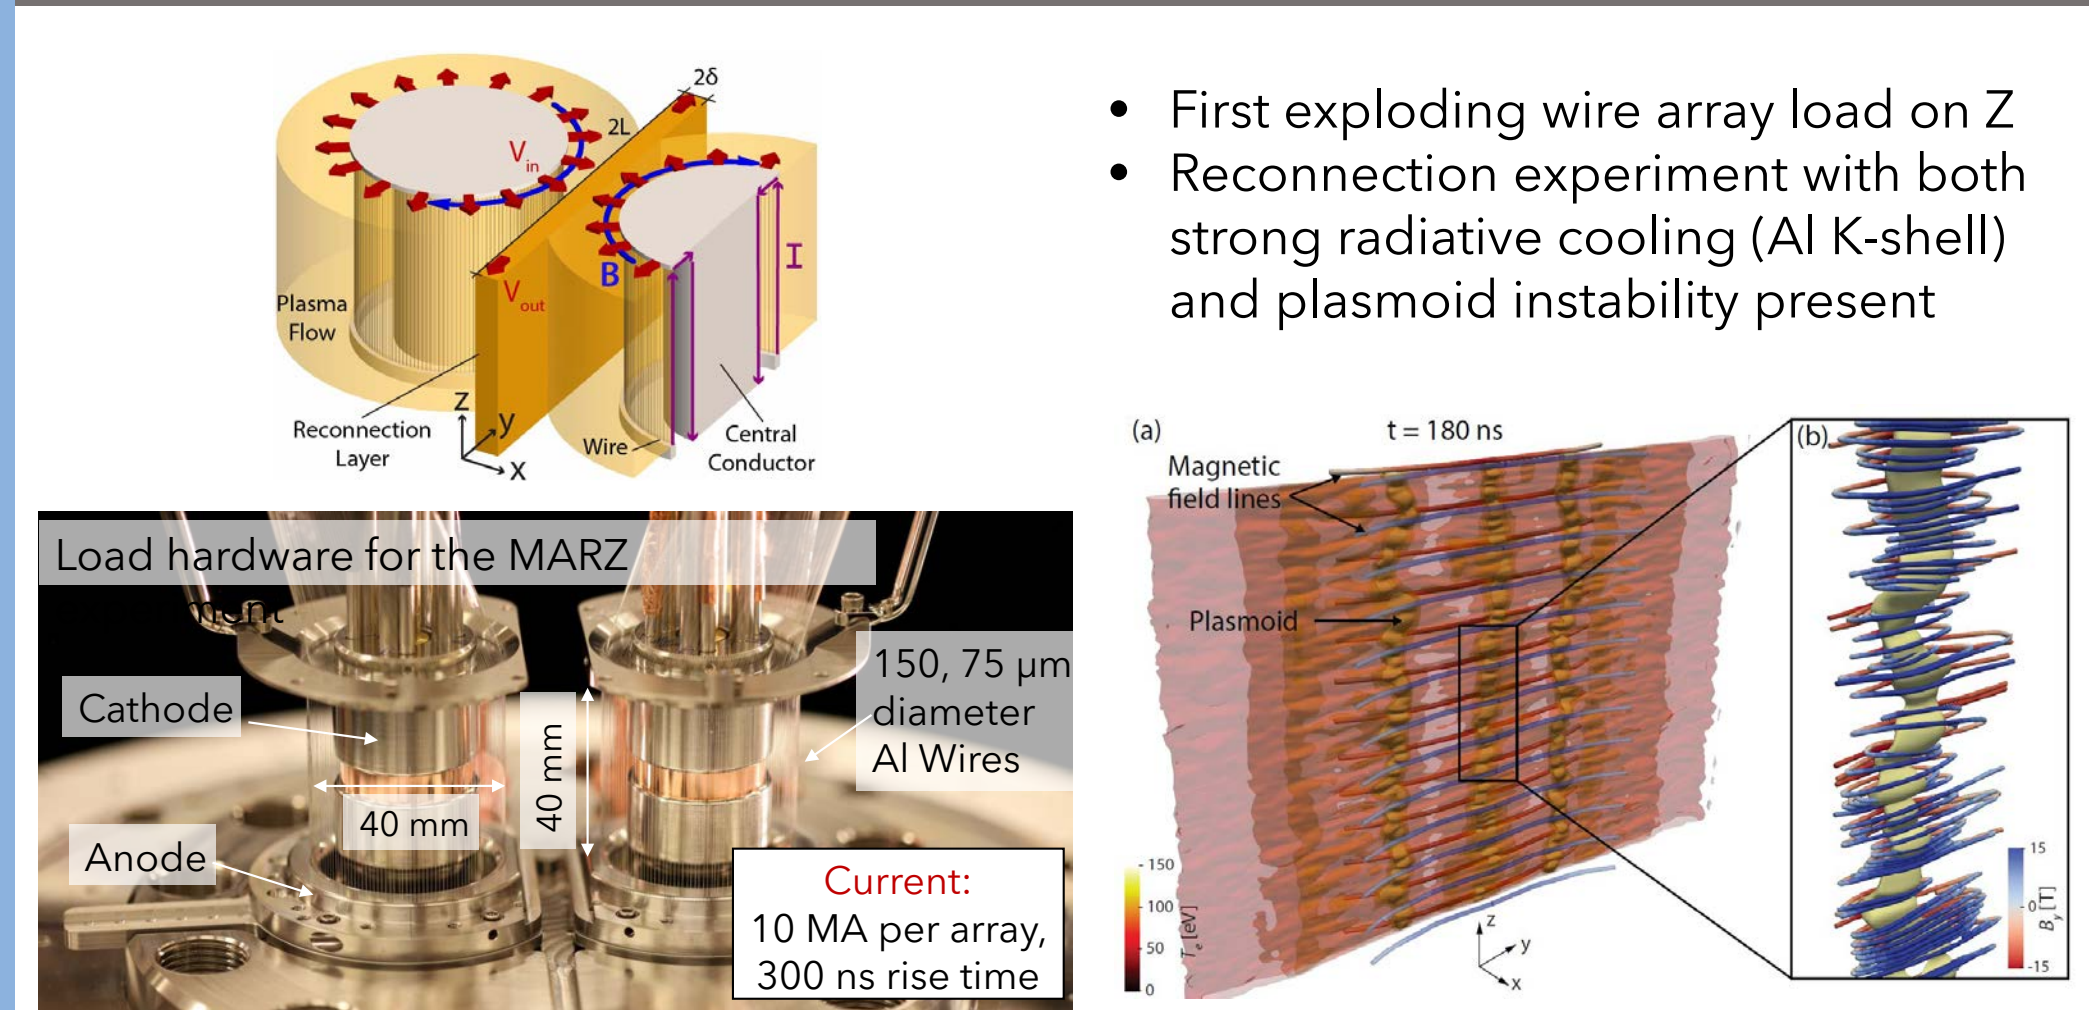 2δ
2L
V in
B
I
V out
Plasma
Flow
Reconnection
Layer
z
y
x
Wire
Central
Conductor
• First exploding wire array load on Z
• Reconnection experiment with both
strong radiative cooling (Al K-shell)
and plasmoid instability present
Load hardware for the MARZ
ment
Cathode
Anode
40 mm
40 mm
150, 75 µm
diameter
Al Wires
Current:
10 MA per array,
300 ns rise time
(a)
t = 180 ns
Magnetic
field lines
Plasmoid
150
100
50
0
T_e [eV]
z
y
x
(b)
15
0
-15
B_y [T]